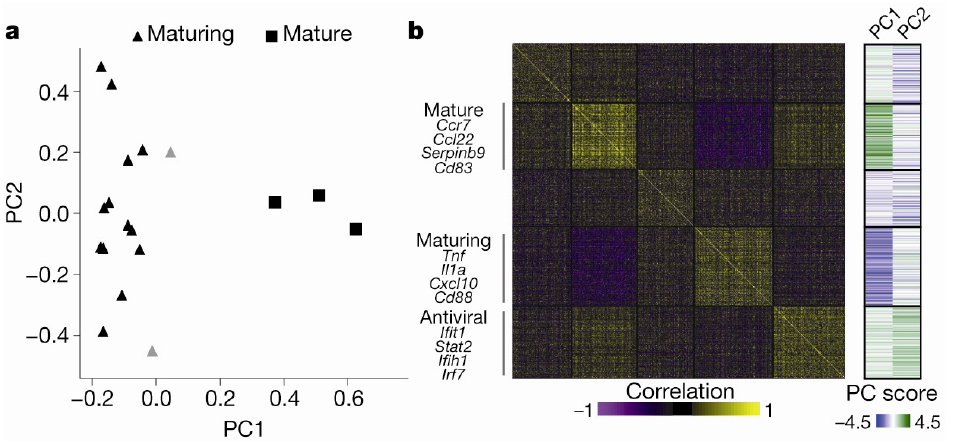 a
▲ Maturing ■ Mature
0.4
0.2
0.0
−0.2
−0.4
PC2
−0.2 0.0 0.2 0.4 0.6
PC1
b
PC1 PC2
Mature
Ccr7
Ccl22
Serpinb9
Cd83
Maturing
Tnf
Il1a
Cxcl10
Cd88
Antiviral
Ifit1
Stat2
Ifih1
Irf7
Correlation
−1 1
PC score
−4.5 4.5